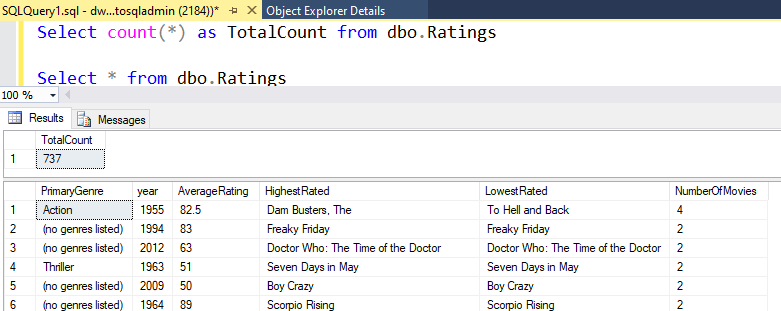 SQLQuery1.sql - dw...tosqladmin (2184))* Object Explorer Details
Select count(*) as TotalCount from dbo.Ratings
Select * from dbo.Ratings
100 %
Results Messages
TotalCount
1 737
PrimaryGenre year AverageRating HighestRated LowestRated NumberOfMovies
1 Action 1955 82.5 Dam Busters, The To Hell and Back 4
2 (no genres listed) 1994 83 Freaky Friday Freaky Friday 2
3 (no genres listed) 2012 63 Doctor Who: The Time of the Doctor Doctor Who: The Time of the Doctor 2
4 Thriller 1963 51 Seven Days in May Seven Days in May 2
5 (no genres listed) 2009 50 Boy Crazy Boy Crazy 2
6 (no genres listed) 1964 89 Scorpio Rising Scorpio Rising 2